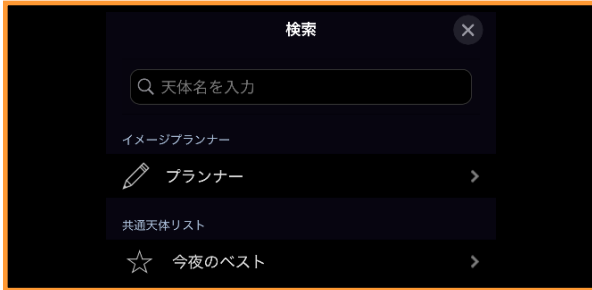 検索
天体名を入力
イメージプランナー
プランナー
共通天体リスト
今夜のベスト